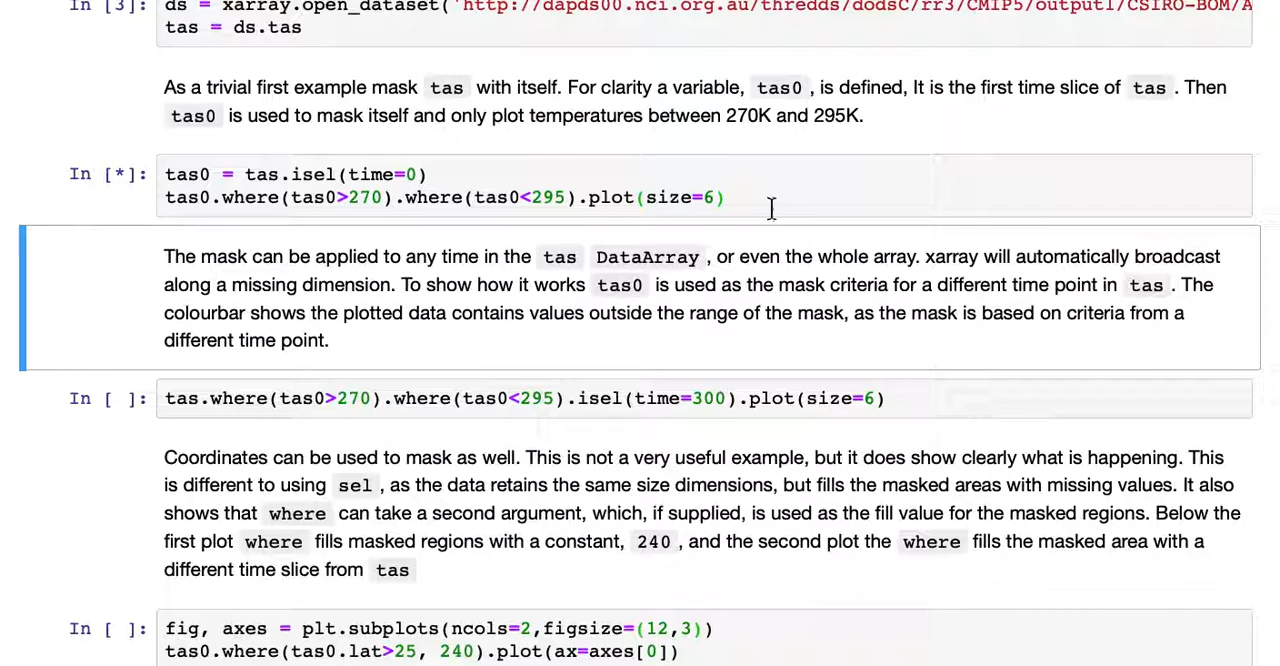 In [3]: ds = xarray.open_dataset('http://dapds00.nci.org.au/thredds/dodsC/rr3/CMIP5/output1/CSIRO-BOM/A
tas = ds.tas
As a trivial first example mask tas with itself. For clarity a variable, tas0 , is defined, It is the first time slice of tas . Then
tas0 is used to mask itself and only plot temperatures between 270K and 295K.
In [*]: tas0 = tas.isel(time=0)
tas0.where(tas0>270).where(tas0<295).plot(size=6)
The mask can be applied to any time in the tas DataArray , or even the whole array. xarray will automatically broadcast
along a missing dimension. To show how it works tas0 is used as the mask criteria for a different time point in tas . The
colourbar shows the plotted data contains values outside the range of the mask, as the mask is based on criteria from a
different time point.
In [ ]: tas.where(tas0>270).where(tas0<295).isel(time=300).plot(size=6)
Coordinates can be used to mask as well. This is not a very useful example, but it does show clearly what is happening. This
is different to using sel , as the data retains the same size dimensions, but fills the masked areas with missing values. It also
shows that where can take a second argument, which, if supplied, is used as the fill value for the masked regions. Below the
first plot where fills masked regions with a constant, 240 , and the second plot the where fills the masked area with a
different time slice from tas
In [ ]: fig, axes = plt.subplots(ncols=2,figsize=(12,3))
tas0.where(tas0.lat>25, 240).plot(ax=axes[0])